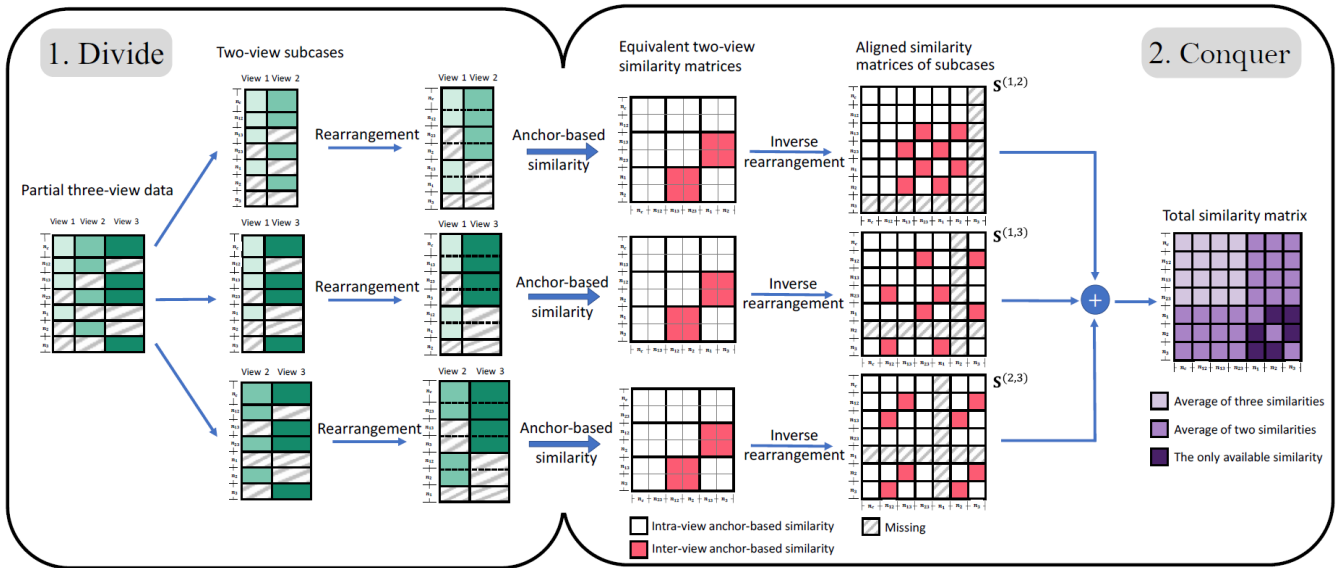 1. Divide
Two-view subcases
View 1 View 2
View 1 View 2
Rearrangement
Anchor-based
similarity
Partial three-view data
View 1 View 2 View 3
View 1 View 3
View 1 View 3
Rearrangement
Anchor-based
similarity
View 2 View 3
View 2 View 3
Rearrangement
Anchor-based
similarity
Equivalent two-view
similarity matrices
Aligned similarity
matrices of subcases
2. Conquer
S(1,2)
Inverse
rearrangement
S(1,3)
Inverse
rearrangement
S(2,3)
Inverse
rearrangement
+
Total similarity matrix
Average of three similarities
Average of two similarities
The only available similarity
Intra-view anchor-based similarity
Missing
Inter-view anchor-based similarity